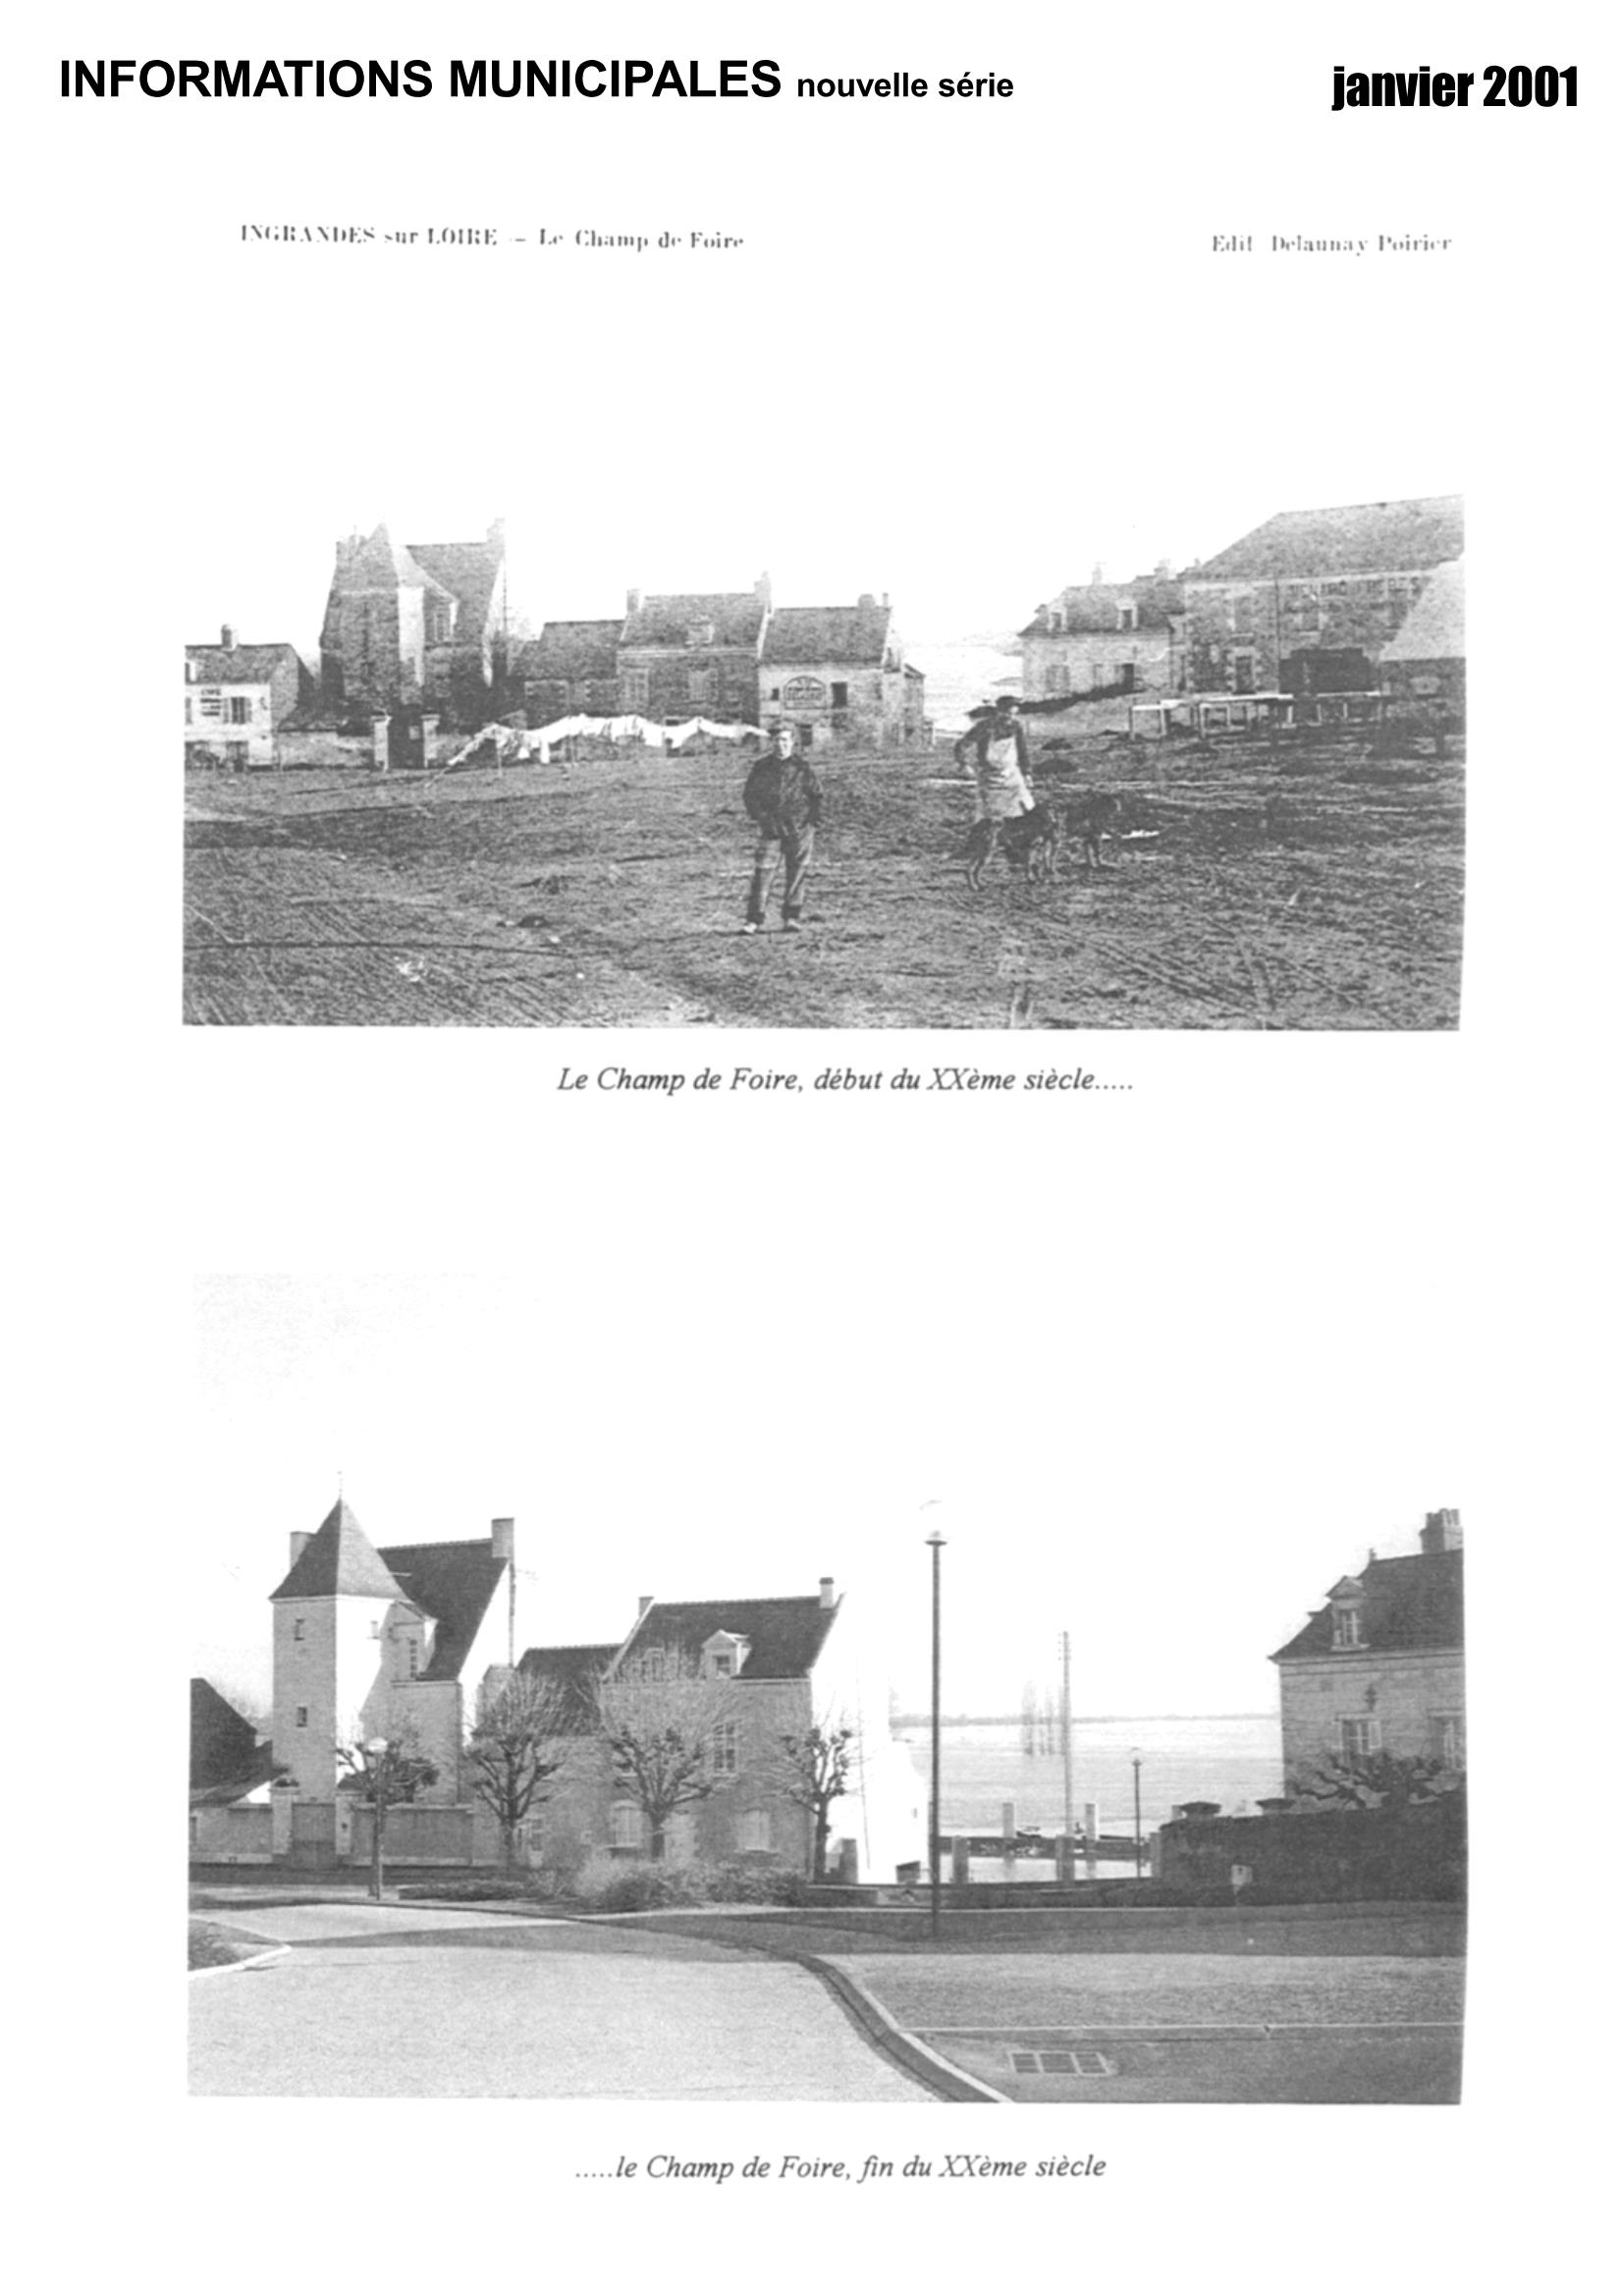 INFORMATIONS MUNICIPALES nouvelle série
janvier 2001
INGRANDES sur LOIRE — Le Champ de Foire
Edit Delaunay Poirier
Le Champ de Foire, début du XXème siècle.....
.....le Champ de Foire, fin du XXème siècle